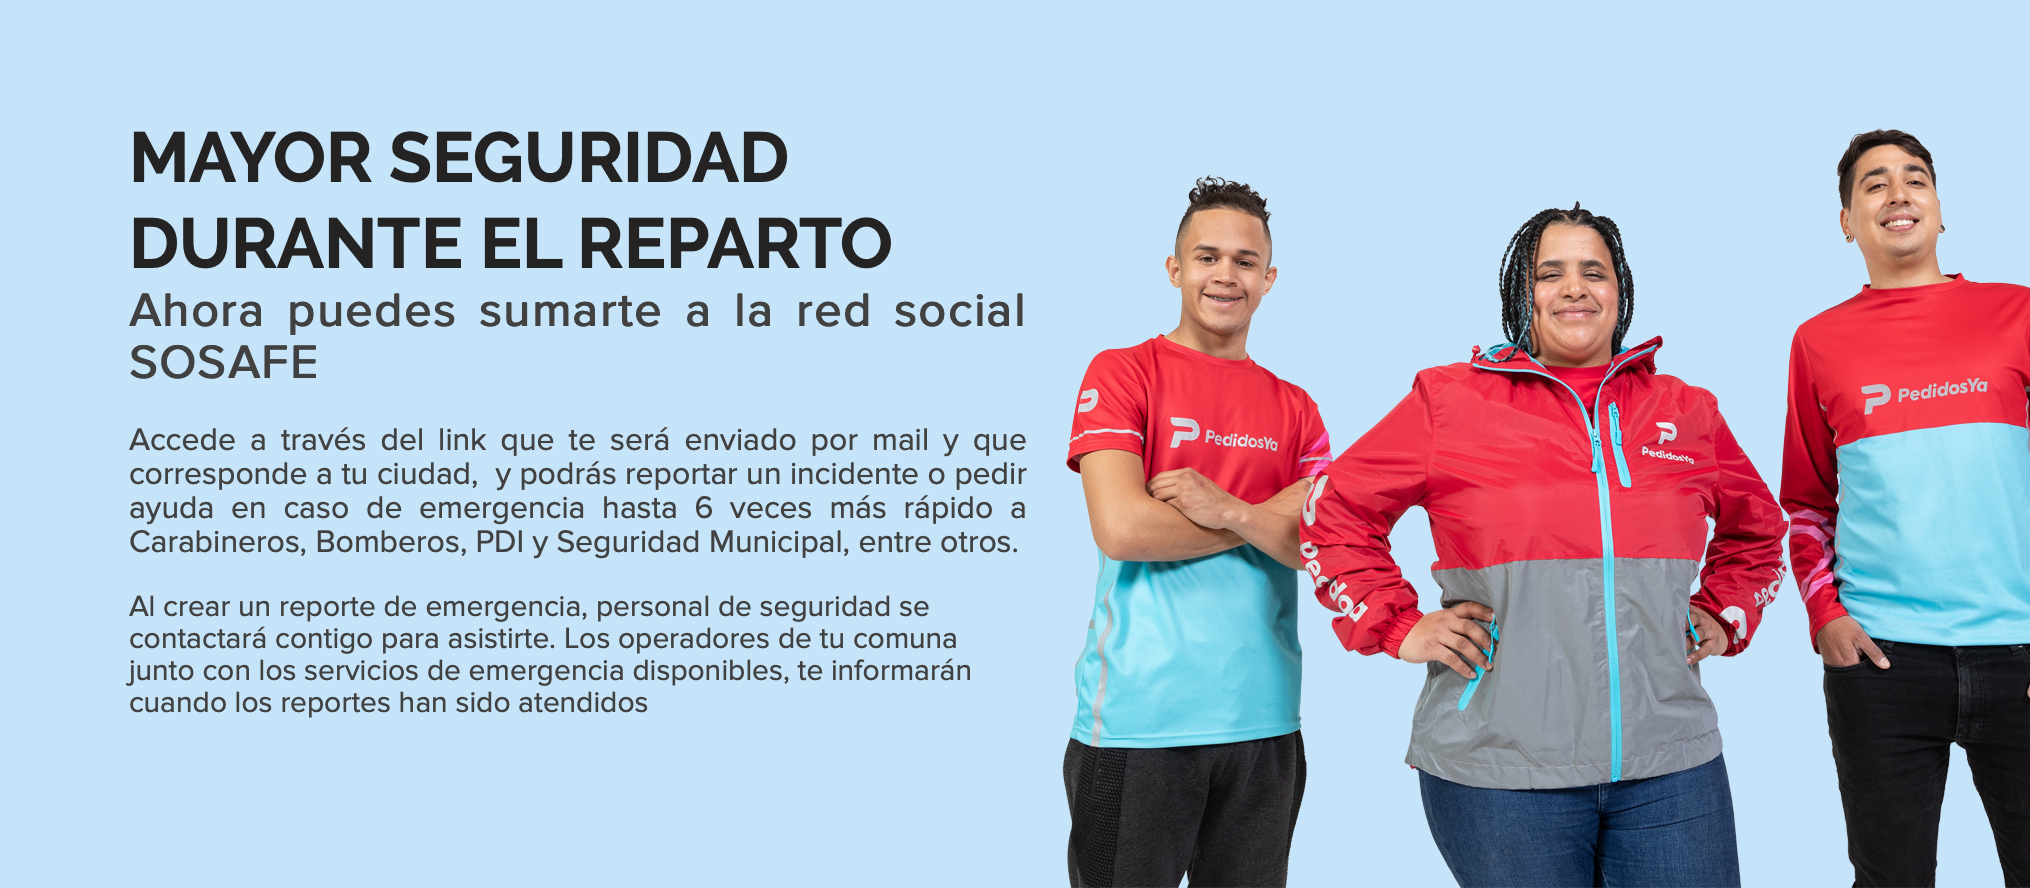 MAYOR SEGURIDAD
DURANTE EL REPARTO
Ahora puedes sumarte a la red social
SOSAFE
Accede a través del link que te será enviado por mail y que
corresponde a tu ciudad, y podrás reportar un incidente o pedir
ayuda en caso de emergencia hasta 6 veces más rápido a
Carabineros, Bomberos, PDI y Seguridad Municipal, entre otros.
Al crear un reporte de emergencia, personal de seguridad se
contactará contigo para asistirte. Los operadores de tu comuna
junto con los servicios de emergencia disponibles, te informarán
cuando los reportes han sido atendidos
PedidosYa
PedidosYa
PedidosYa